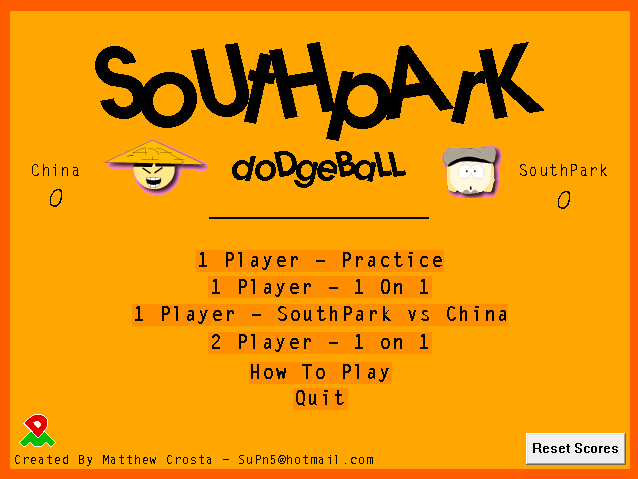 SoUtHpArK
doDgeBaLL
China
0
SouthPark
0
1 Player - Practice
1 Player - 1 On 1
1 Player - SouthPark vs China
2 Player - 1 on 1
How To Play
Quit
Reset Scores
Created By Matthew Crosta - SuPn5@hotmail.com